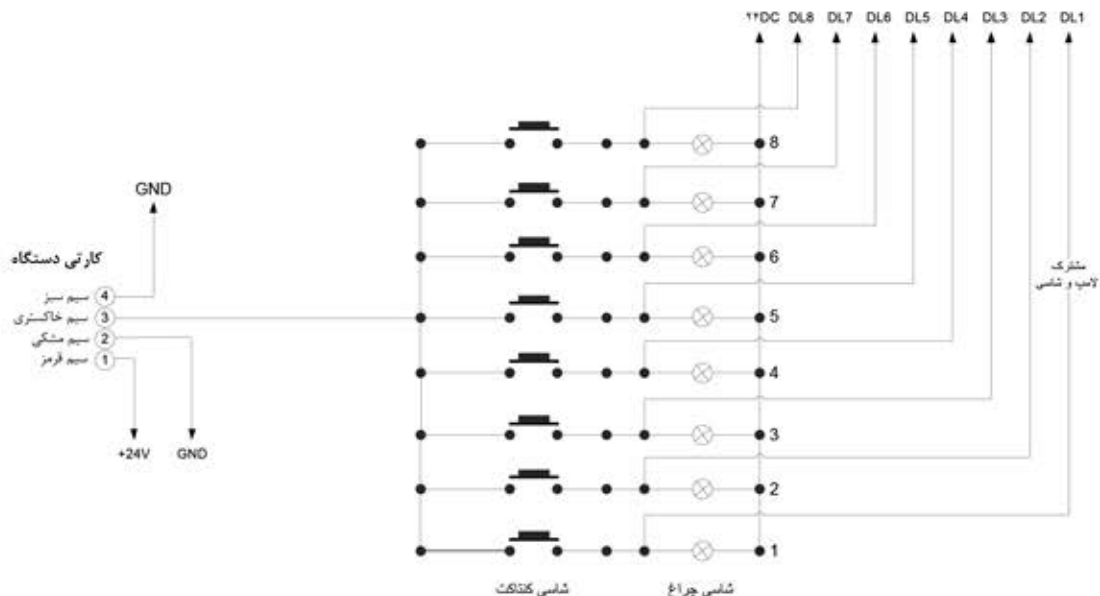 ۲۴DC DL8 DL7 DL6 DL5 DL4 DL3 DL2 DL1
8
7
GND
6
کارتی دستگاه
مشترک
لامپ و شاسی
4 سیم سبز
3 سیم خاکستری
5
2 سیم مشکی
1 سیم قرمز
4
3
+24V GND
2
1
شاسی کنتاکت
شاسی چراغ